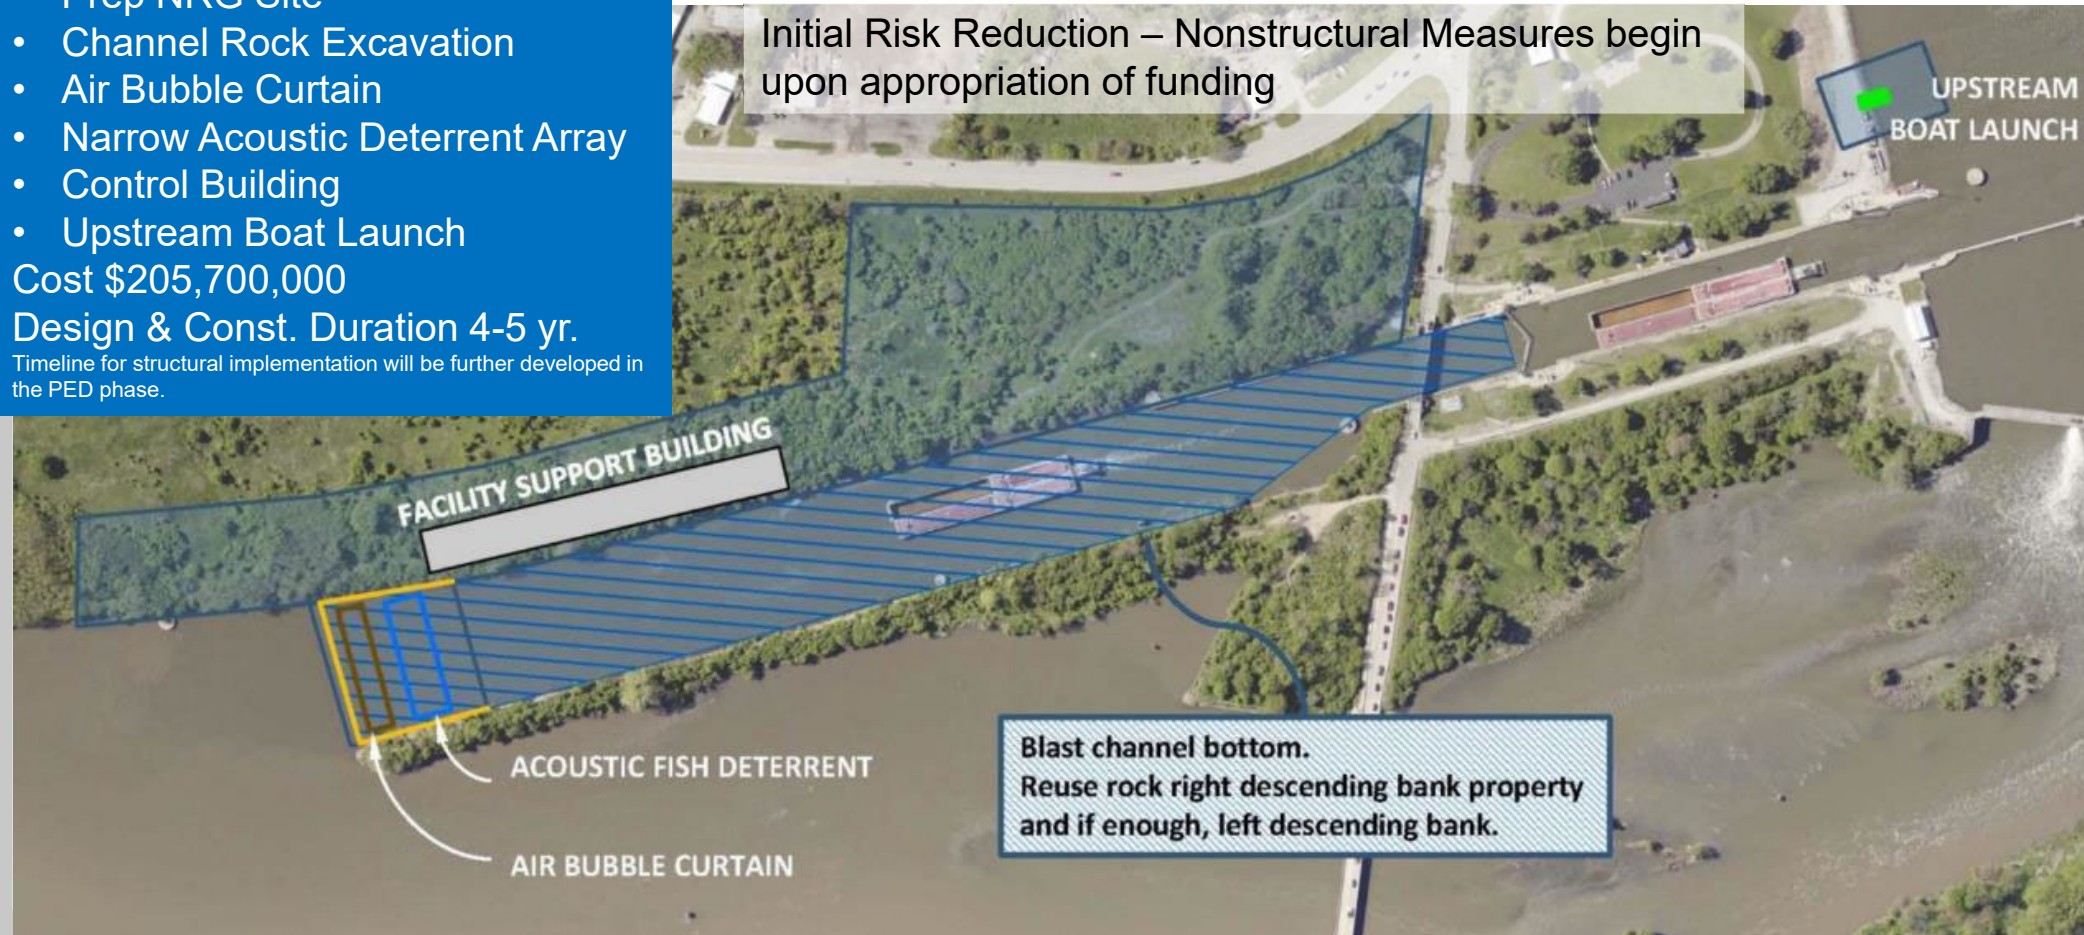 Prep NRG Site
• Channel Rock Excavation
• Air Bubble Curtain
• Narrow Acoustic Deterrent Array
• Control Building
• Upstream Boat Launch
Cost $205,700,000
Design & Const. Duration 4-5 yr.
Timeline for structural implementation will be further developed in
the PED phase.
Initial Risk Reduction – Nonstructural Measures begin
upon appropriation of funding
UPSTREAM
BOAT LAUNCH
FACILITY SUPPORT BUILDING
ACOUSTIC FISH DETERRENT
AIR BUBBLE CURTAIN
Blast channel bottom.
Reuse rock right descending bank property
and if enough, left descending bank.